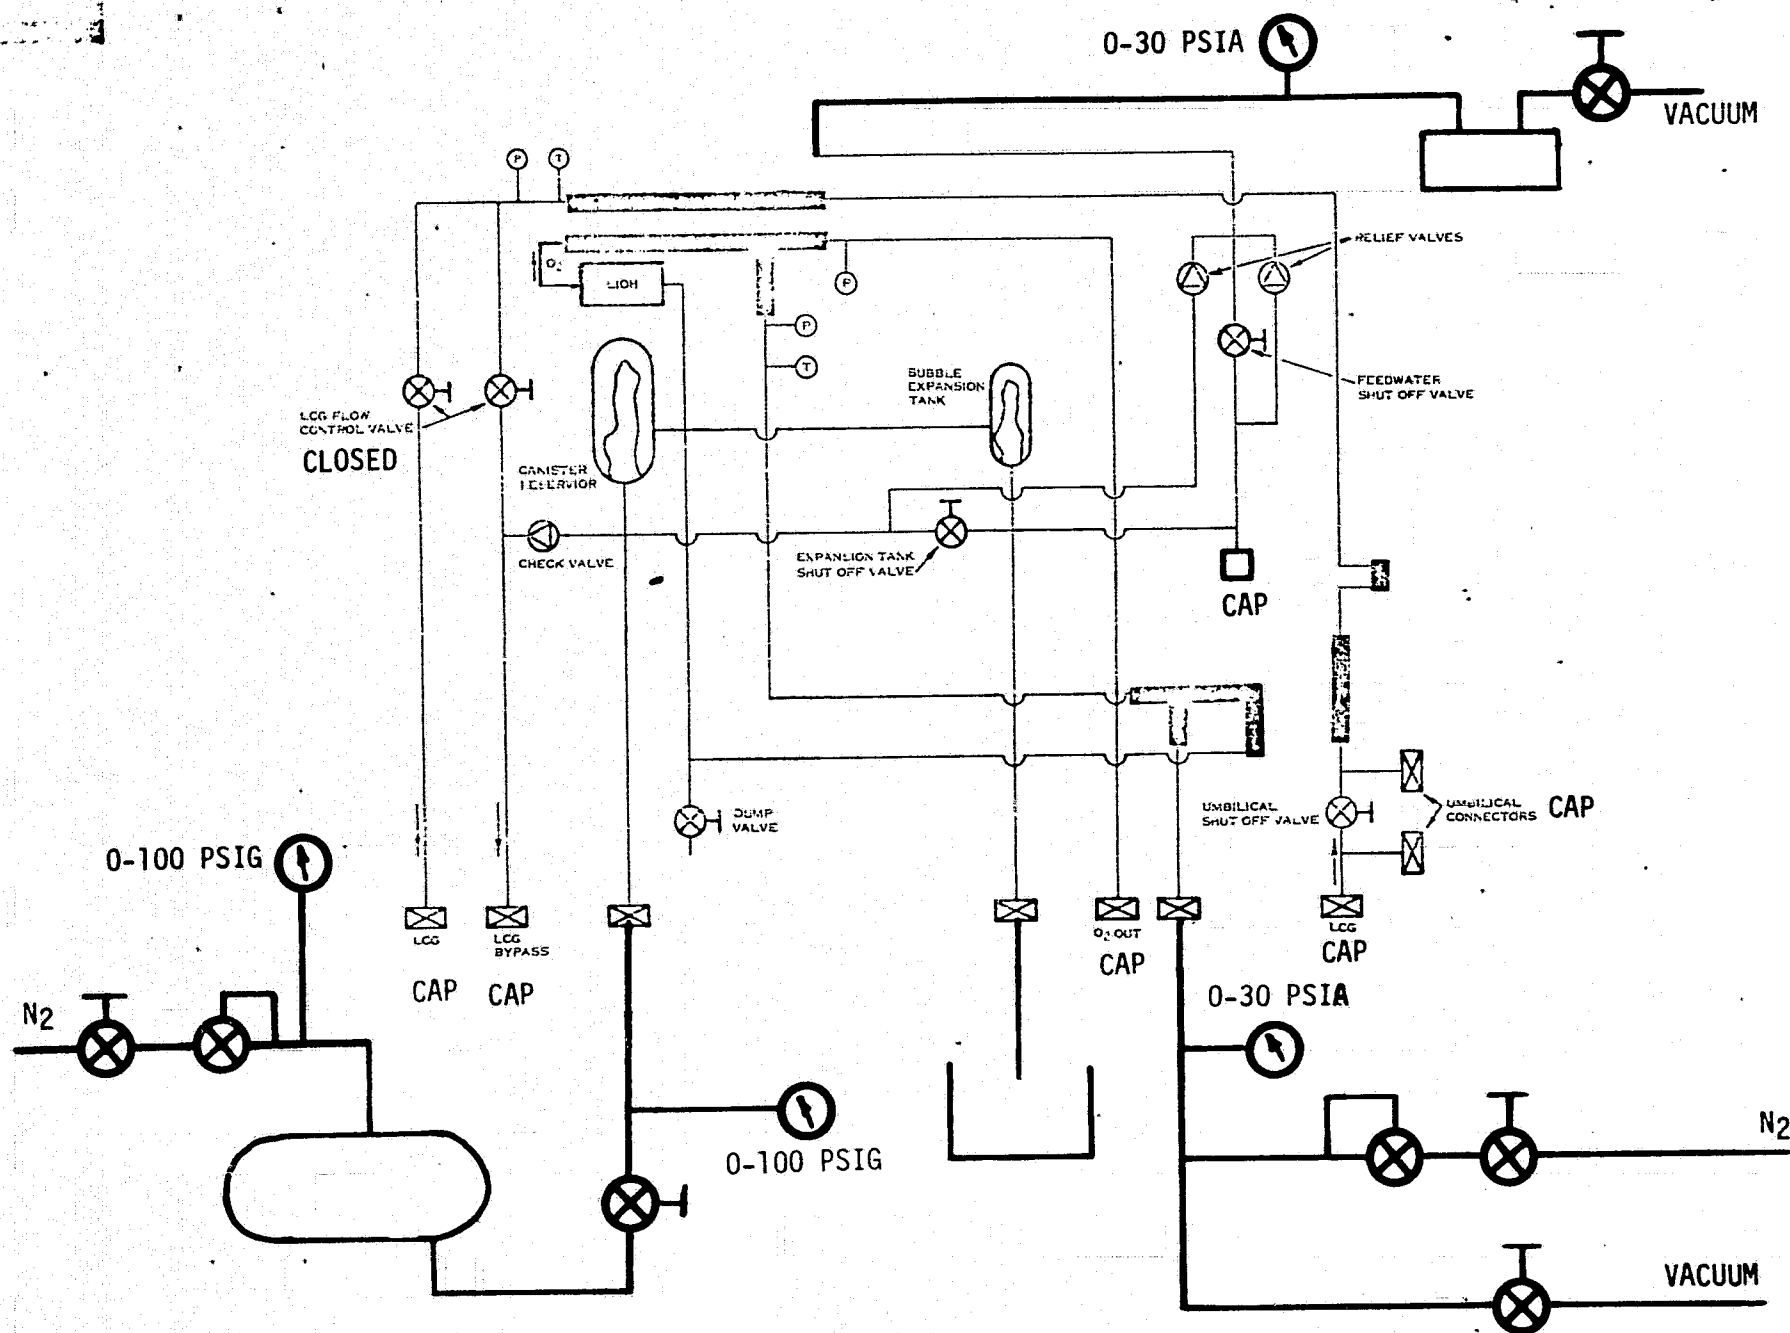 0-30 PSIA
VACUUM
P
T
RELIEF VALVES
O2
LIOH
P
P
T
BUBBLE
EXPANSION
TANK
FEEDWATER
SHUT OFF VALVE
LCG FLOW
CONTROL VALVE
CLOSED
CANISTER
CHECK VALVE
EXPANSION TANK
SHUT OFF VALVE
CAP
DUMP
VALVE
UMBILICAL
SHUT OFF VALVE
UMBILICAL
CONNECTORS
CAP
0-100 PSIG
LCG
LCG
BYPASS
O2 OUT
LCG
CAP
CAP
CAP
CAP
N2
0-30 PSIA
0-100 PSIG
N2
VACUUM